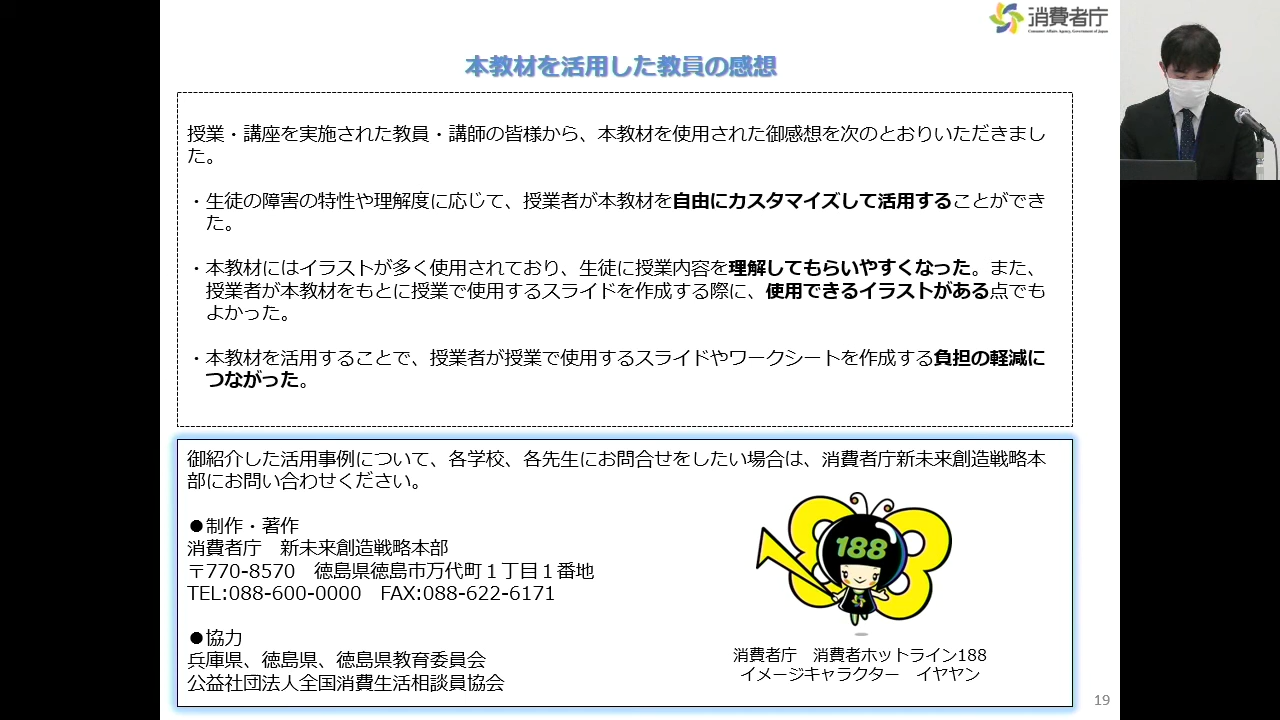 消費者庁
Consumer Affairs Agency, Government of Japan
本教材を活用した教員の感想
授業・講座を実施された教員・講師の皆様から、本教材を使用された御感想を次のとおりいただきまし
た。
・生徒の障害の特性や理解度に応じて、授業者が本教材を自由にカスタマイズして活用することができ
た。
・本教材にはイラストが多く使用されており、生徒に授業内容を理解してもらいやすくなった。また、
授業者が本教材をもとに授業で使用するスライドを作成する際に、使用できるイラストがある点でも
よかった。
・本教材を活用することで、授業者が授業で使用するスライドやワークシートを作成する負担の軽減に
つながった。
御紹介した活用事例について、各学校、各先生にお問合せをしたい場合は、消費者庁新未来創造戦略本
部にお問い合わせください。
●制作・著作
消費者庁　新未来創造戦略本部
〒770-8570　徳島県徳島市万代町１丁目１番地
TEL:088-600-0000　FAX:088-622-6171
●協力
兵庫県、徳島県、徳島県教育委員会
公益社団法人全国消費生活相談員協会
188
消費者庁　消費者ホットライン188
イメージキャラクター　イヤヤン
19